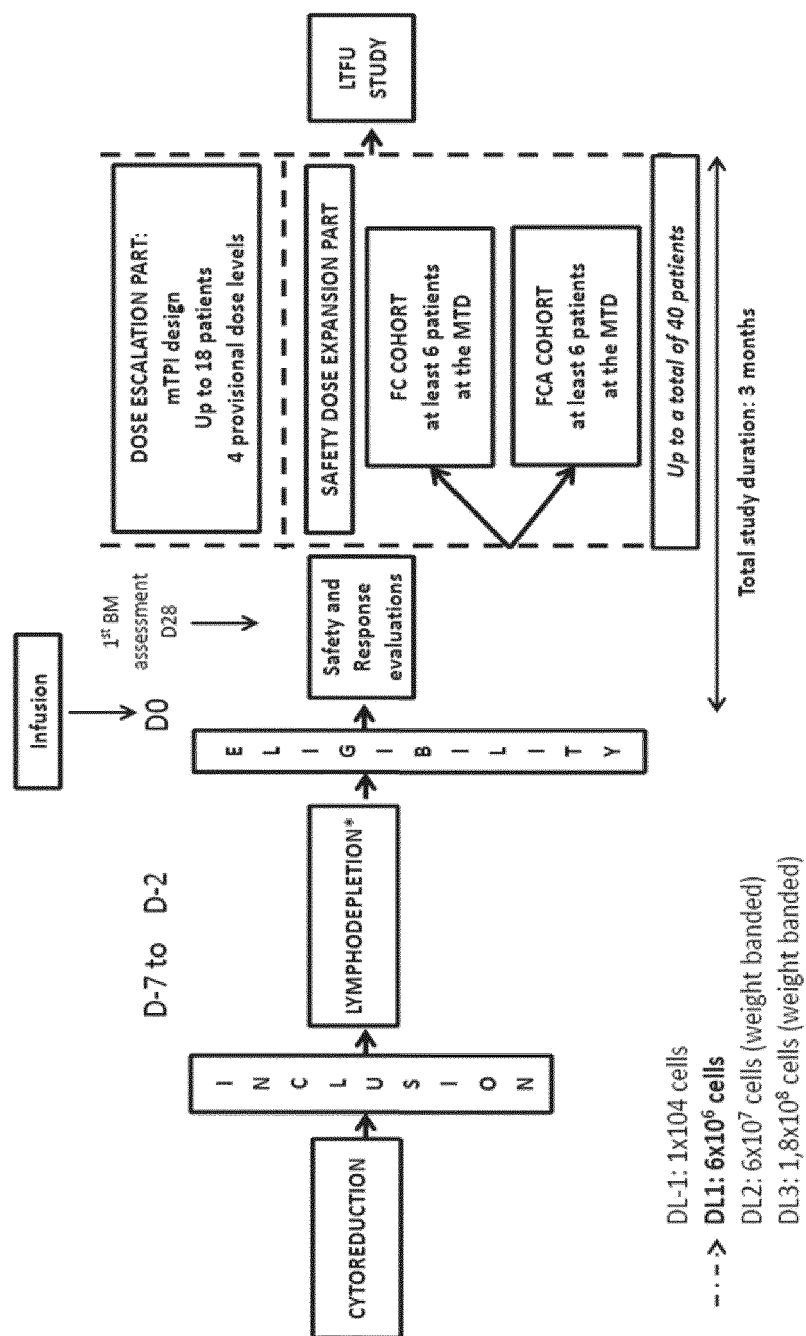 CYTOREDUCTION
I
N
C
L
U
S
I
O
N
D-7 to D-2
LYMPHODEPLETION*
E
L
I
G
I
B
I
L
I
T
Y
Infusion
D0
1st BM
assessment
D28
Safety and
Response
evaluations
DOSE ESCALATION PART:
mTPI design
Up to 18 patients
4 provisional dose levels
SAFETY DOSE EXPANSION PART
FC COHORT
at least 6 patients
at the MTD
FCA COHORT
at least 6 patients
at the MTD
Up to a total of 40 patients
LTFU
STUDY
Total study duration: 3 months
DL-1: 1x104 cells
DL1: 6x10⁶ cells
DL2: 6x10⁷ cells (weight banded)
DL3: 1,8x10⁸ cells (weight banded)